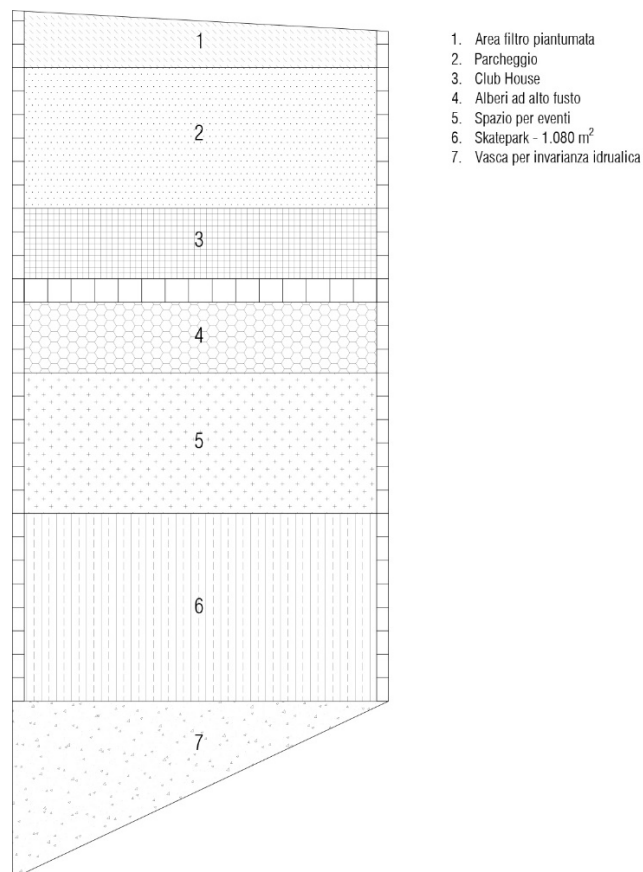 1
2
3
4
5
6
7
1. Area filtro piantumata
2. Parcheggio
3. Club House
4. Alberi ad alto fusto
5. Spazio per eventi
6. Skatepark - 1.080 m²
7. Vasca per invarianza idrualica